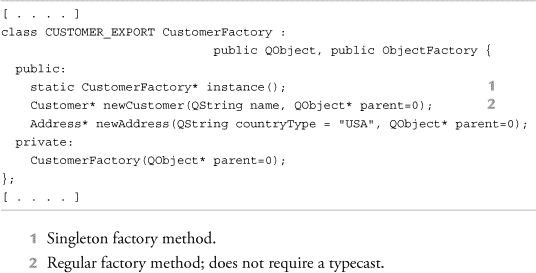 [ . . . . ]
class CUSTOMER_EXPORT CustomerFactory :
public QObject, public ObjectFactory {
public:
static CustomerFactory* instance(); 1
Customer* newCustomer(QString name, QObject* parent=0); 2
Address* newAddress(QString countryType = "USA", QObject* parent=0);
private:
CustomerFactory(QObject* parent=0);
};
[ . . . . ]
1 Singleton factory method.
2 Regular factory method; does not require a typecast.